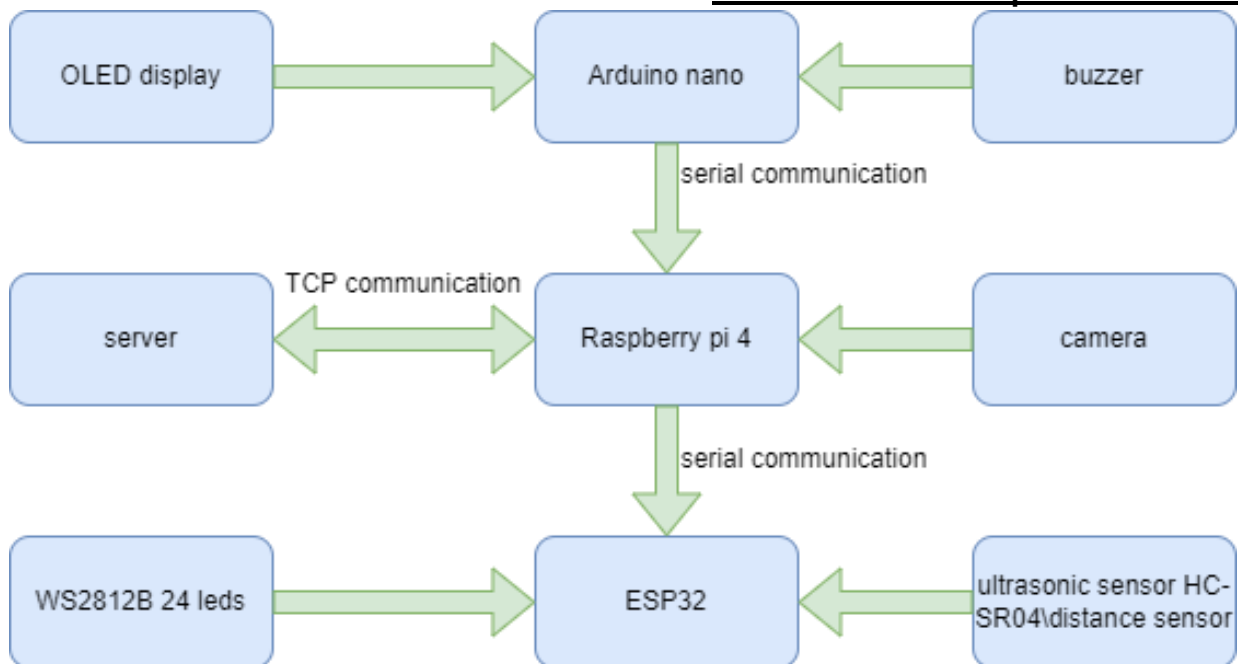 OLED display
Arduino nano
buzzer
serial communication
TCP communication
server
Raspberry pi 4
camera
serial communication
WS2812B 24 leds
ESP32
ultrasonic sensor HC-
SR04\distance sensor